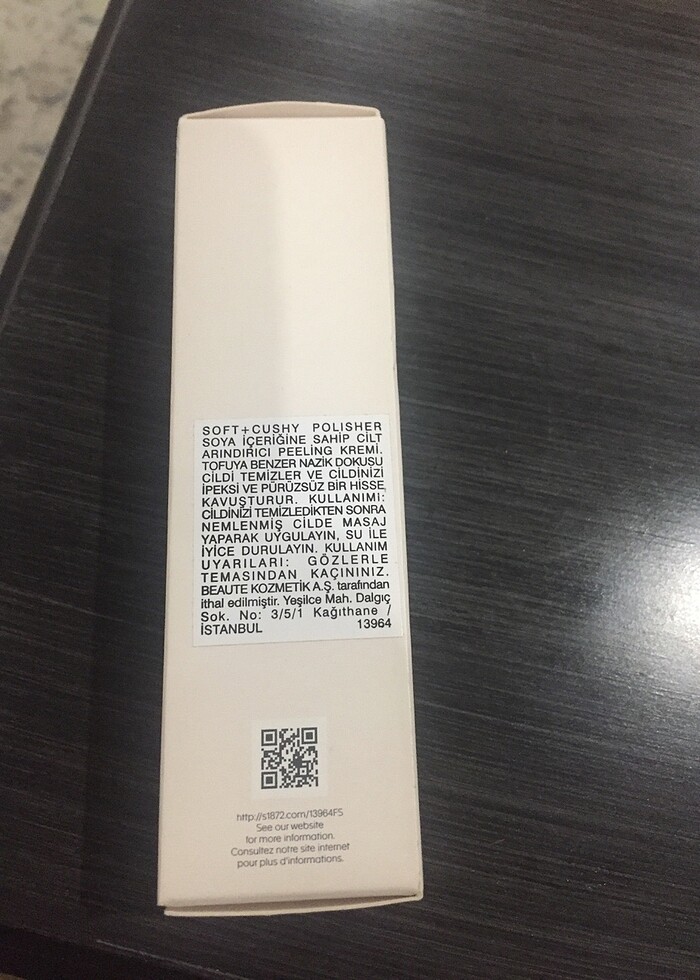 SOFT+CUSHY POLISHER
SOYA İÇERİĞİNE SAHİP CİLT
ARINDIRICI PEELİNG KREMİ.
TOFUYA BENZER NAZİK DOKUSU
CİLDİ TEMİZLER VE CİLDİNİZİ
İPEKSİ VE PÜRÜZSÜZ BİR HİSSE
KAVUŞTURUR. KULLANIMI:
CİLDİNİZİ TEMİZLEDİKTEN SONRA
NEMLENMİŞ CİLDE MASAJ
YAPARAK UYGULAYIN, SU İLE
İYİCE DURULAYIN. KULLANIM
UYARILARI: GÖZLERLE
TEMASINDAN KAÇININIZ.
BEAUTE KOZMETİK A.Ş. tarafından
ithal edilmiştir. Yeşilce Mah. Dalgıç
Sok. No: 3/5/1 Kağıthane /
İSTANBUL 13964
http://s1872.com/13964FS
See our website
for more information.
Consultez notre site internet
pour plus d'informations.